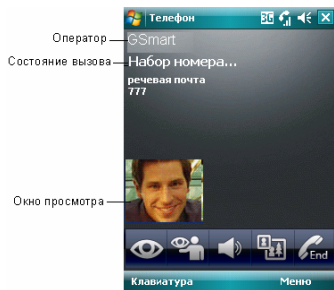 Телефон
3G
Оператор
GSmart
Состояние вызова
Набор номера...
речевая почта
777
Окно просмотра
End
Клавиатура
Меню